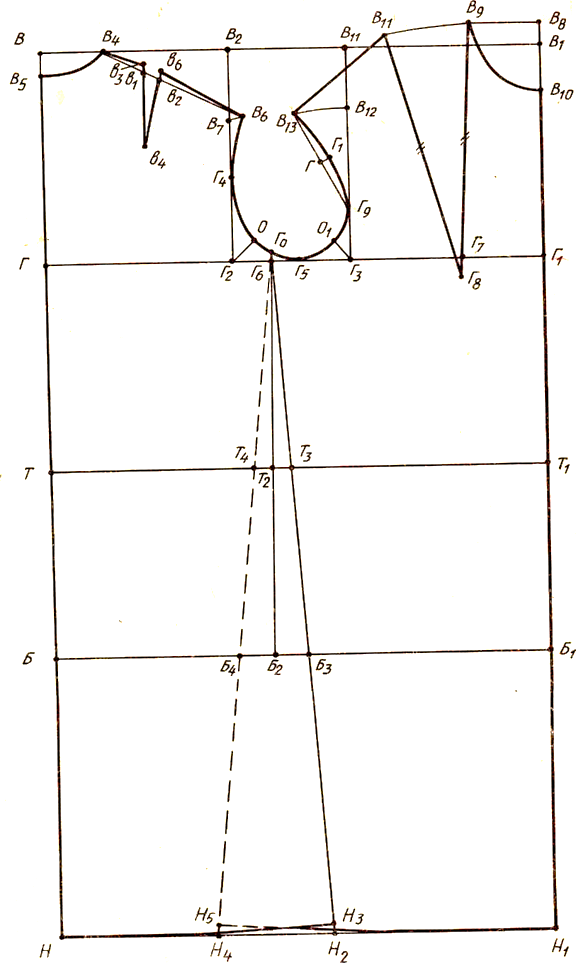 В В₄ В₂ В₁₁ В₁₁ В₉ В₈
В₁
В₅ в₃ в₁ в₆ в₂ В₁₀
В₇ В₆ В₁₃ В₁₂
в₄
Г Г₁
Г₄ Г₉
О Г₀ О₁ Г₇
Г Г₂ Г₆ Г₅ Г₃ Г₈ Г₁
Т Т₄ Т₂ Т₃ Т₁
Б Б₄ Б₂ Б₃ Б₁
Н₅ Н₃
Н Н₄ Н₂ Н₁